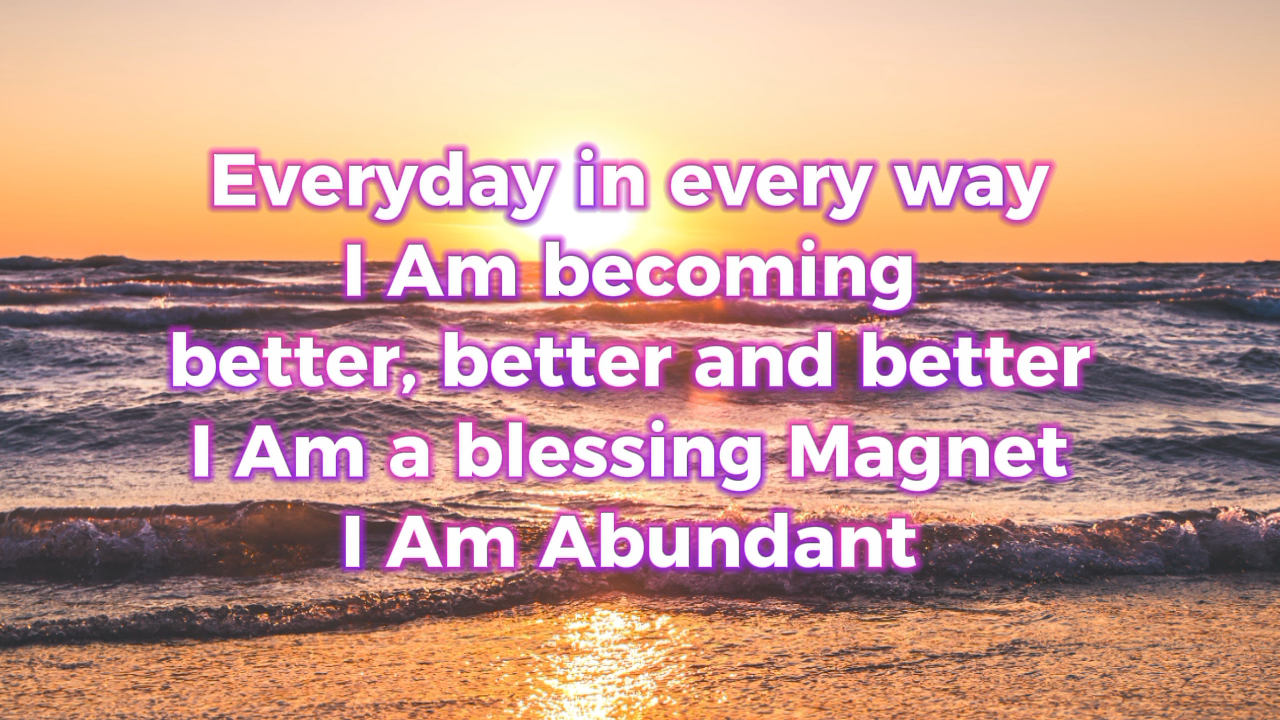 Everyday in every way
I Am becoming
better, better and better
I Am a blessing Magnet
I Am Abundant